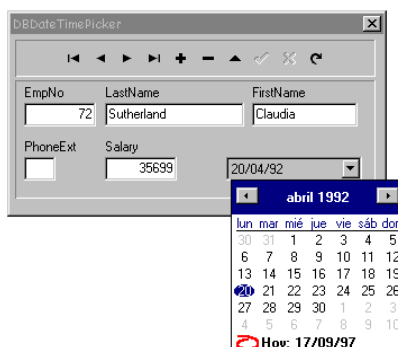 DBDateTimePicker
EmpNo LastName FirstName
72 Sutherland Claudia
PhoneExt Salary
35699 20/04/92
abril 1992
lun mar mié jue vie sáb dom
30 31 1 2 3 4 5
6 7 8 9 10 11 12
13 14 15 16 17 18 19
20 21 22 23 24 25 26
27 28 29 30 1 2 3
4 5 6 7 8 9 10
Hoy: 17/09/97